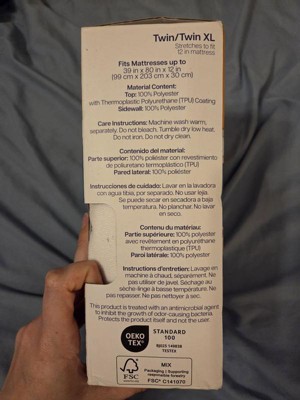 Twin/Twin XL
Stretches to fit
12 in mattress
Fits Mattresses up to
39 in x 80 in x 12 in
(99 cm x 203 cm x 30 cm)
Material Content:
Top: 100% Polyester
with Thermoplastic Polyurethane (TPU) Coating
Sidewall: 100% Polyester
Care Instructions: Machine wash warm,
separately. Do not bleach. Tumble dry low heat.
Do not iron. Do not dry clean.
Contenido del material:
Parte superior: 100% poliéster con revestimiento
de poliuretano termoplástico (TPU)
Pared lateral: 100% poliéster
Instrucciones de cuidado: Lavar en la lavadora
con agua tibia, por separado. No usar lejía.
Se puede secar en secadora a baja
temperatura. No planchar. No lavar
en seco.
Contenu du matériau:
Partie supérieure: 100% polyester
avec revêtement en polyuréthane
thermoplastique (TPU)
Paroi latérale: 100% polyester
Instructions d'entretien: Lavage en
machine à chaud, séparément. Ne
pas utiliser de javel. Séchage au
sèche-linge à basse température. Ne
pas repasser. Ne pas nettoyer à sec.
This product is treated with an antimicrobial agent
to inhibit the growth of odor-causing bacteria.
Protects the product itself and not the user.
OEKO
TEX®
STANDARD
100
TESTEX
FSC
MIX
Packaging | Supporting
responsible forestry
FSC® C141070